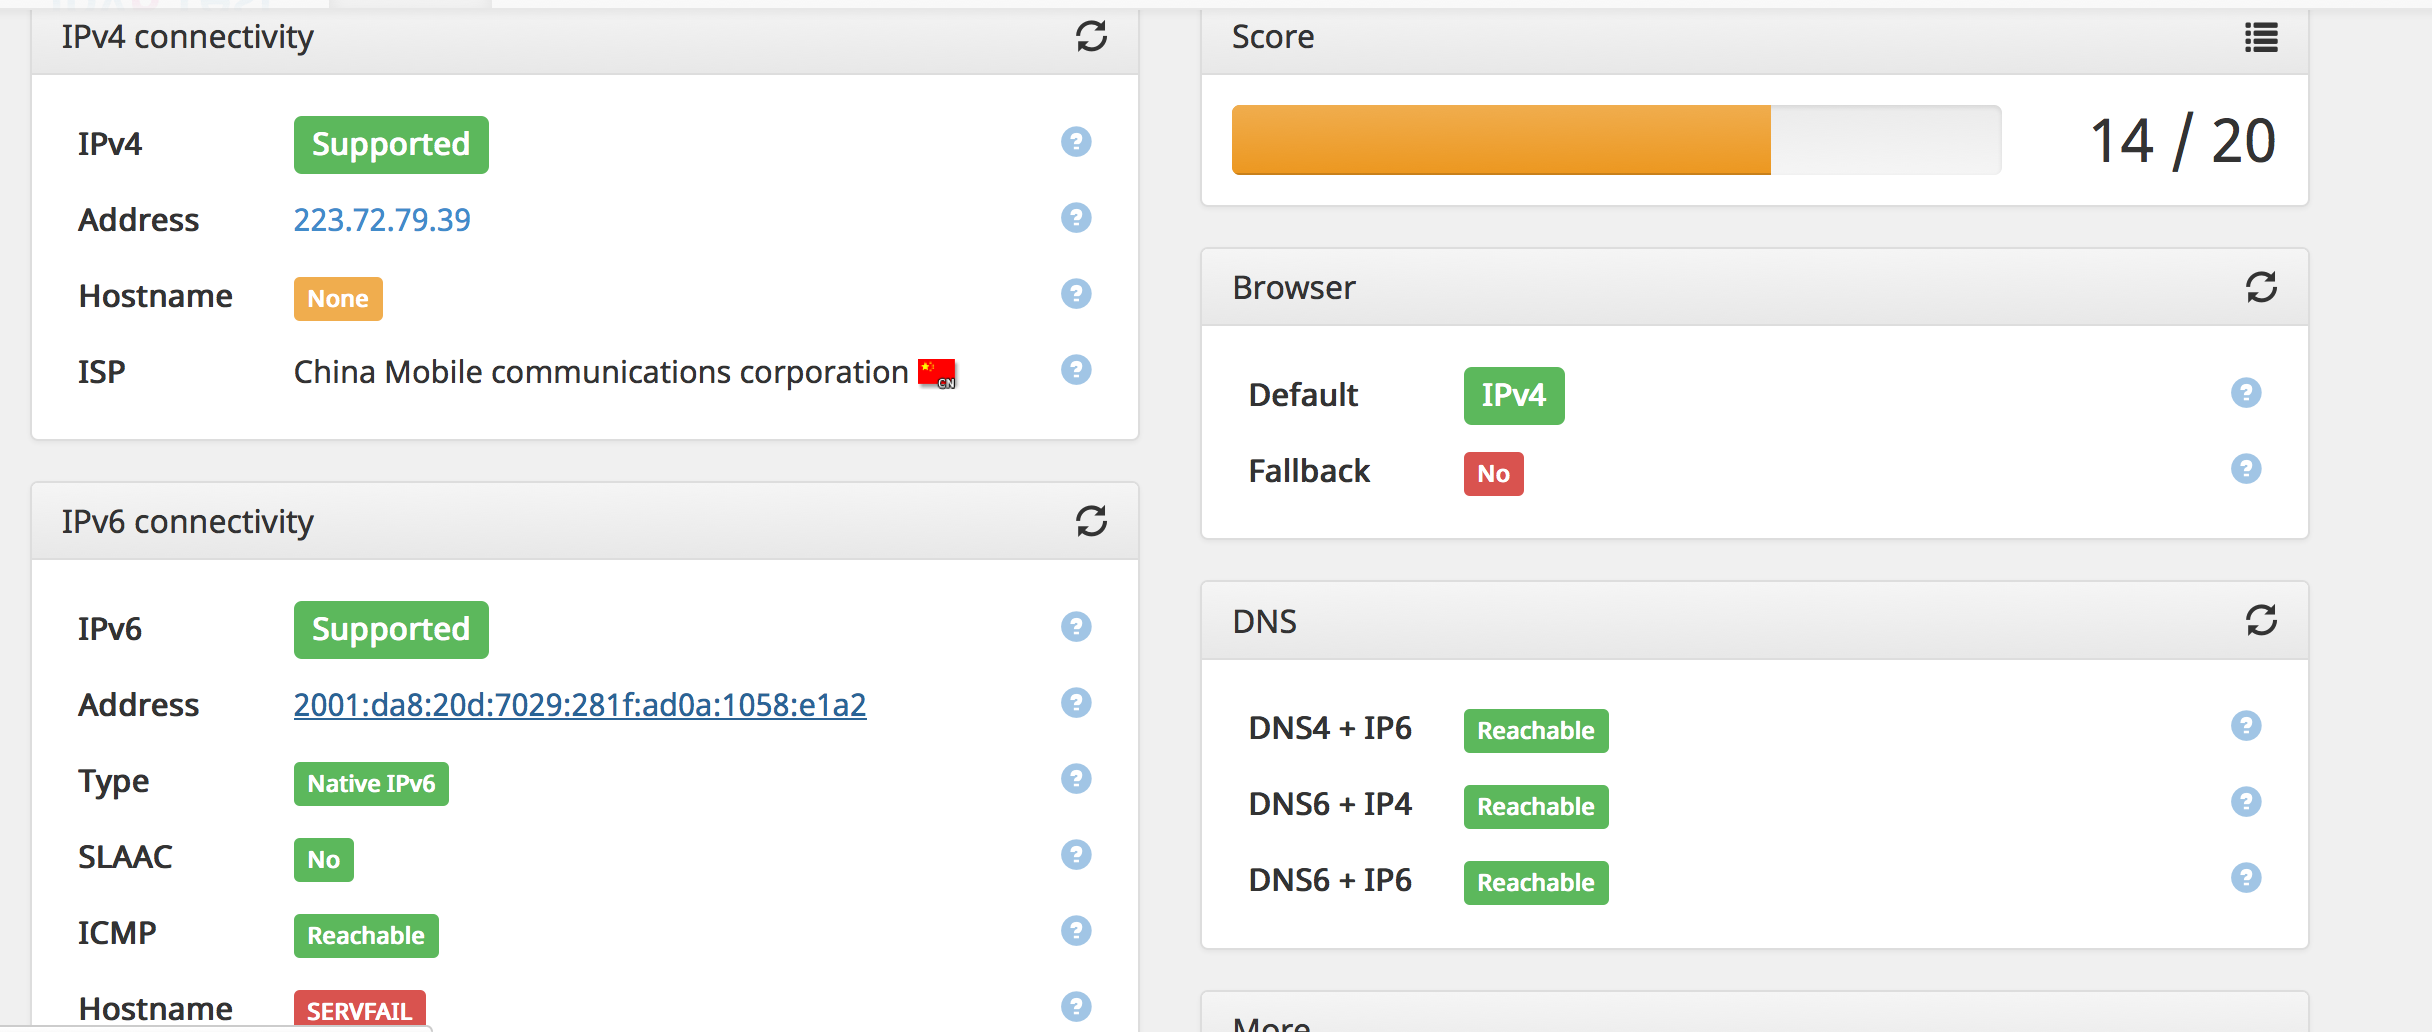 IPv4 connectivity
IPv4 Supported
Address 223.72.79.39
Hostname None
ISP China Mobile communications corporation CN
IPv6 connectivity
IPv6 Supported
Address 2001:da8:20d:7029:281f:ad0a:1058:e1a2
Type Native IPv6
SLAAC No
ICMP Reachable
Hostname SERVFAIL
Score
14 / 20
Browser
Default IPv4
Fallback No
DNS
DNS4 + IP6 Reachable
DNS6 + IP4 Reachable
DNS6 + IP6 Reachable
More